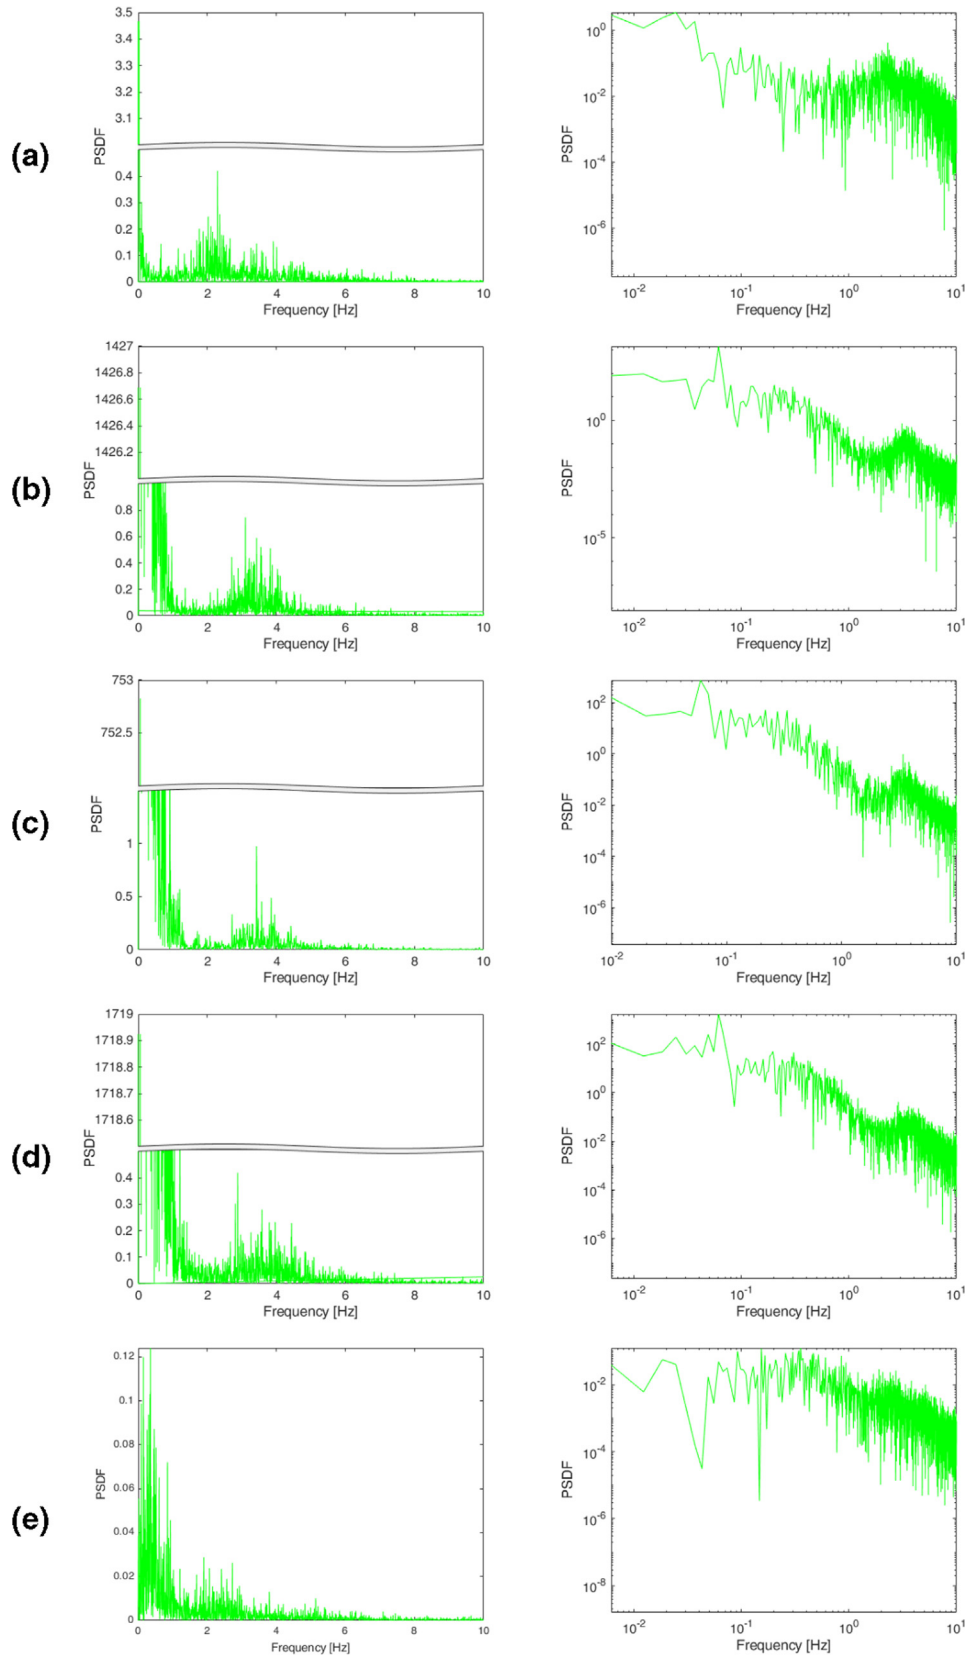 (a)
3.5
3.4
3.3
3.2
3.1
PSDF
0.4
0.3
0.2
0.1
0
0 2 4 6 8 10
Frequency [Hz]
10^0
10^-2
10^-4
10^-6
PSDF
10^-2 10^-1 10^0 10^1
Frequency [Hz]
(b)
1427
1426.8
1426.6
1426.4
1426.2
PSDF
0.8
0.6
0.4
0.2
0
0 2 4 6 8 10
Frequency [Hz]
10^0
10^-5
PSDF
10^-2 10^-1 10^0 10^1
Frequency [Hz]
(c)
753
752.5
PSDF
1
0.5
0
0 2 4 6 8 10
Frequency [Hz]
10^2
10^0
10^-2
10^-4
10^-6
PSDF
10^-2 10^-1 10^0 10^1
Frequency [Hz]
(d)
1719
1718.9
1718.8
1718.7
1718.6
PSDF
0.4
0.3
0.2
0.1
0
0 2 4 6 8 10
Frequency [Hz]
10^2
10^0
10^-2
10^-4
10^-6
PSDF
10^-2 10^-1 10^0 10^1
Frequency [Hz]
(e)
0.12
0.1
0.08
0.06
0.04
0.02
0
PSDF
0 2 4 6 8 10
Frequency [Hz]
10^-2
10^-4
10^-6
10^-8
PSDF
10^-2 10^-1 10^0 10^1
Frequency [Hz]